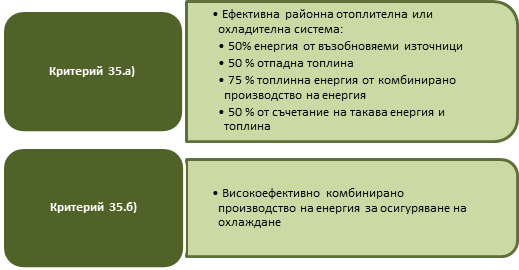 Критерий 35.а)
• Ефективна районна отоплителна или
охладителна система:
• 50% енергия от възобновяеми източници
• 50 % отпадна топлина
• 75 % топлинна енергия от комбинирано
производство на енергия
• 50 % от съчетание на такава енергия и
топлина
Критерий 35.б)
• Високоефективно комбинирано
производство на енергия за осигуряване на
охлаждане